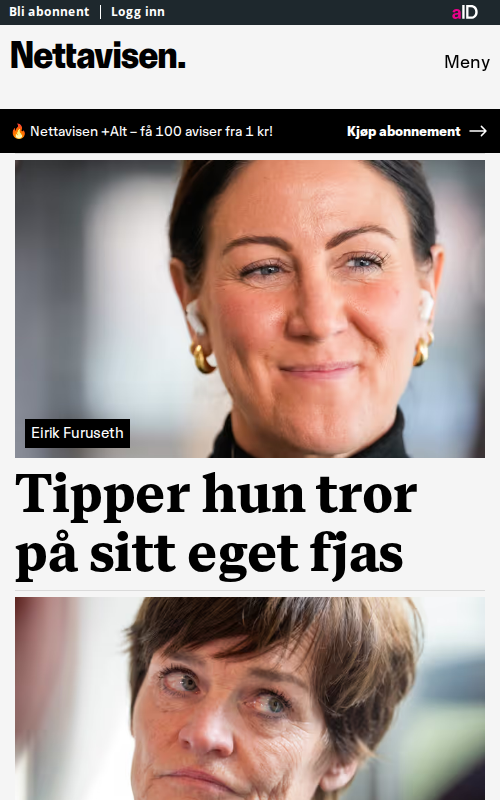 Bli abonnent | Logg inn
aID
Nettavisen.
Meny
🔥 Nettavisen +Alt – få 100 aviser fra 1 kr!
Kjøp abonnement →
Eirik Furuseth
Tipper hun tror
på sitt eget fjas